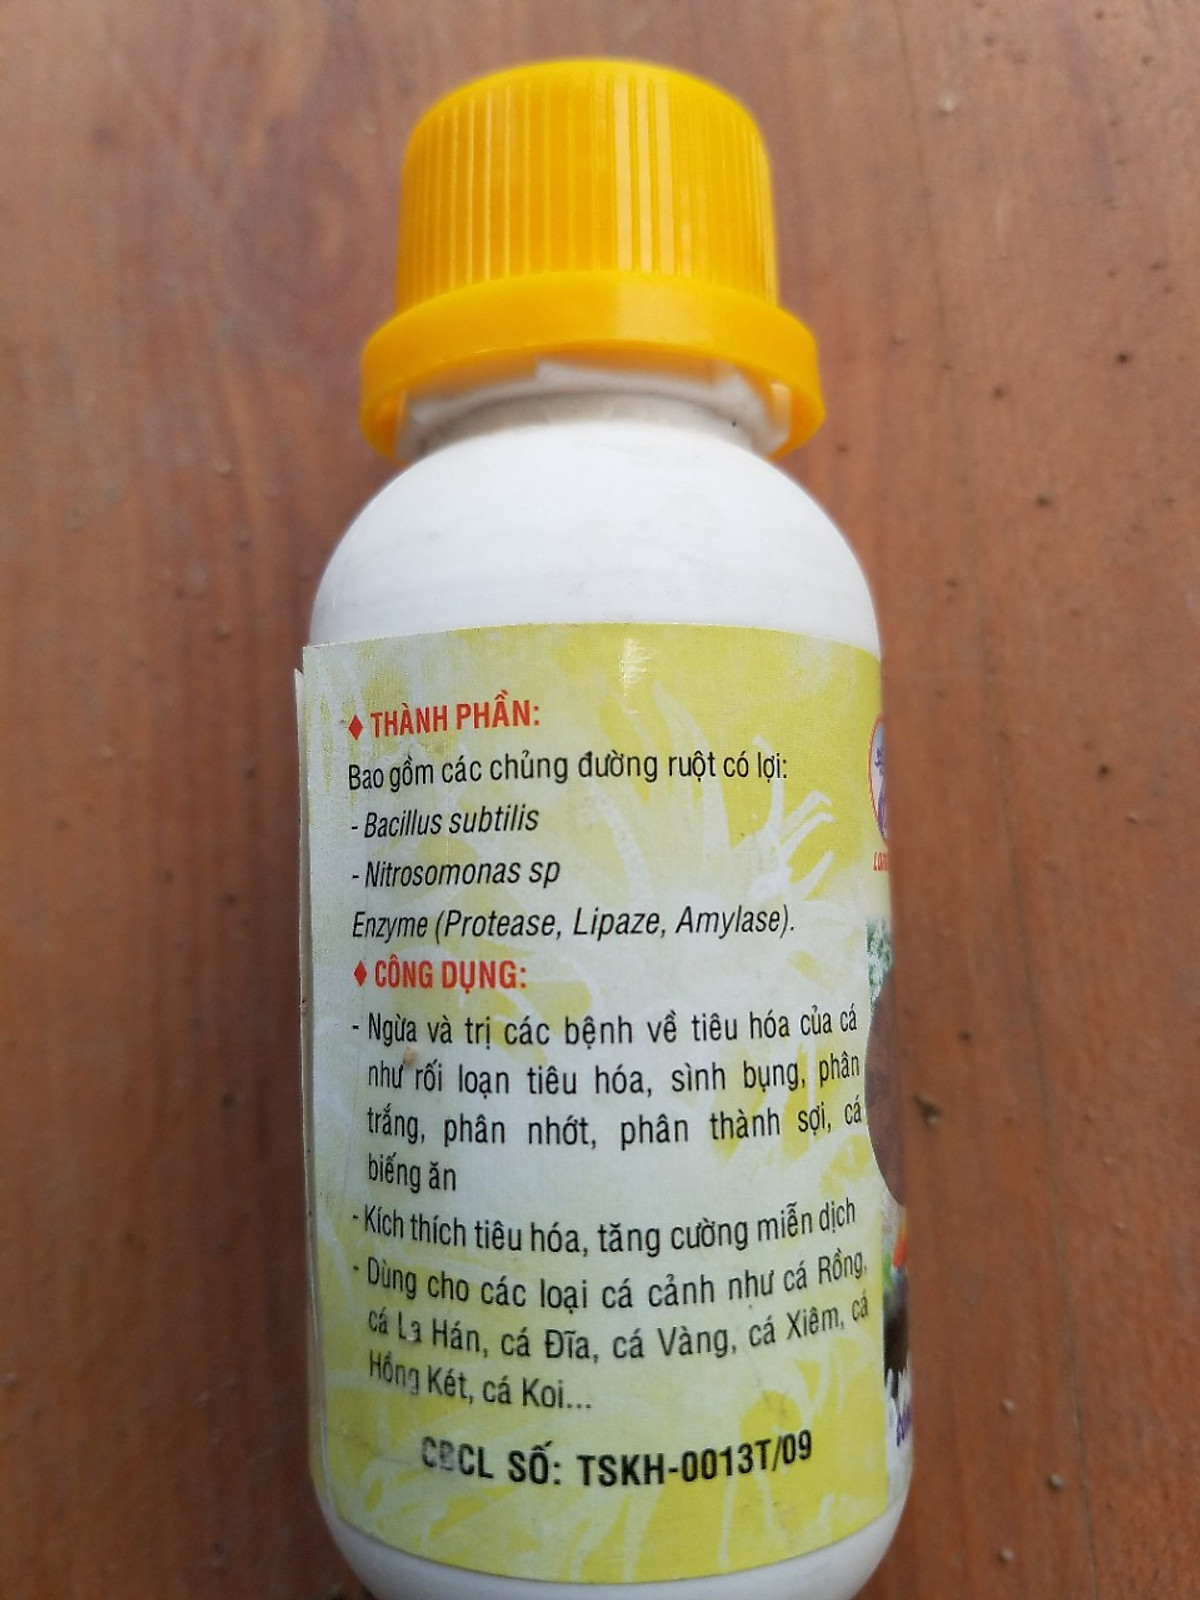 ♦ THÀNH PHẦN:
Bao gồm các chủng đường ruột có lợi:
- Bacillus subtilis
- Nitrosomonas sp
Enzyme (Protease, Lipaze, Amylase).
♦ CÔNG DỤNG:
- Ngừa và trị các bệnh về tiêu hóa của cá
như rối loạn tiêu hóa, sình bụng, phân
trắng, phân nhớt, phân thành sợi, cá
biếng ăn
- Kích thích tiêu hóa, tăng cường miễn dịch
- Dùng cho các loại cá cảnh như cá Rồng,
cá La Hán, cá Đĩa, cá Vàng, cá Xiêm, cá
Hồng Két, cá Koi...
CBCL SỐ: TSKH-0013T/09